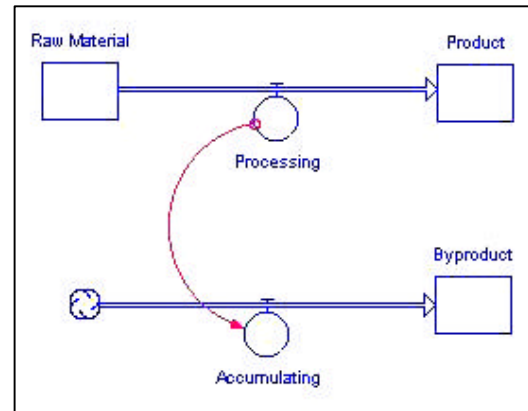 Raw Material
Product
Processing
Byproduct
Accumulating